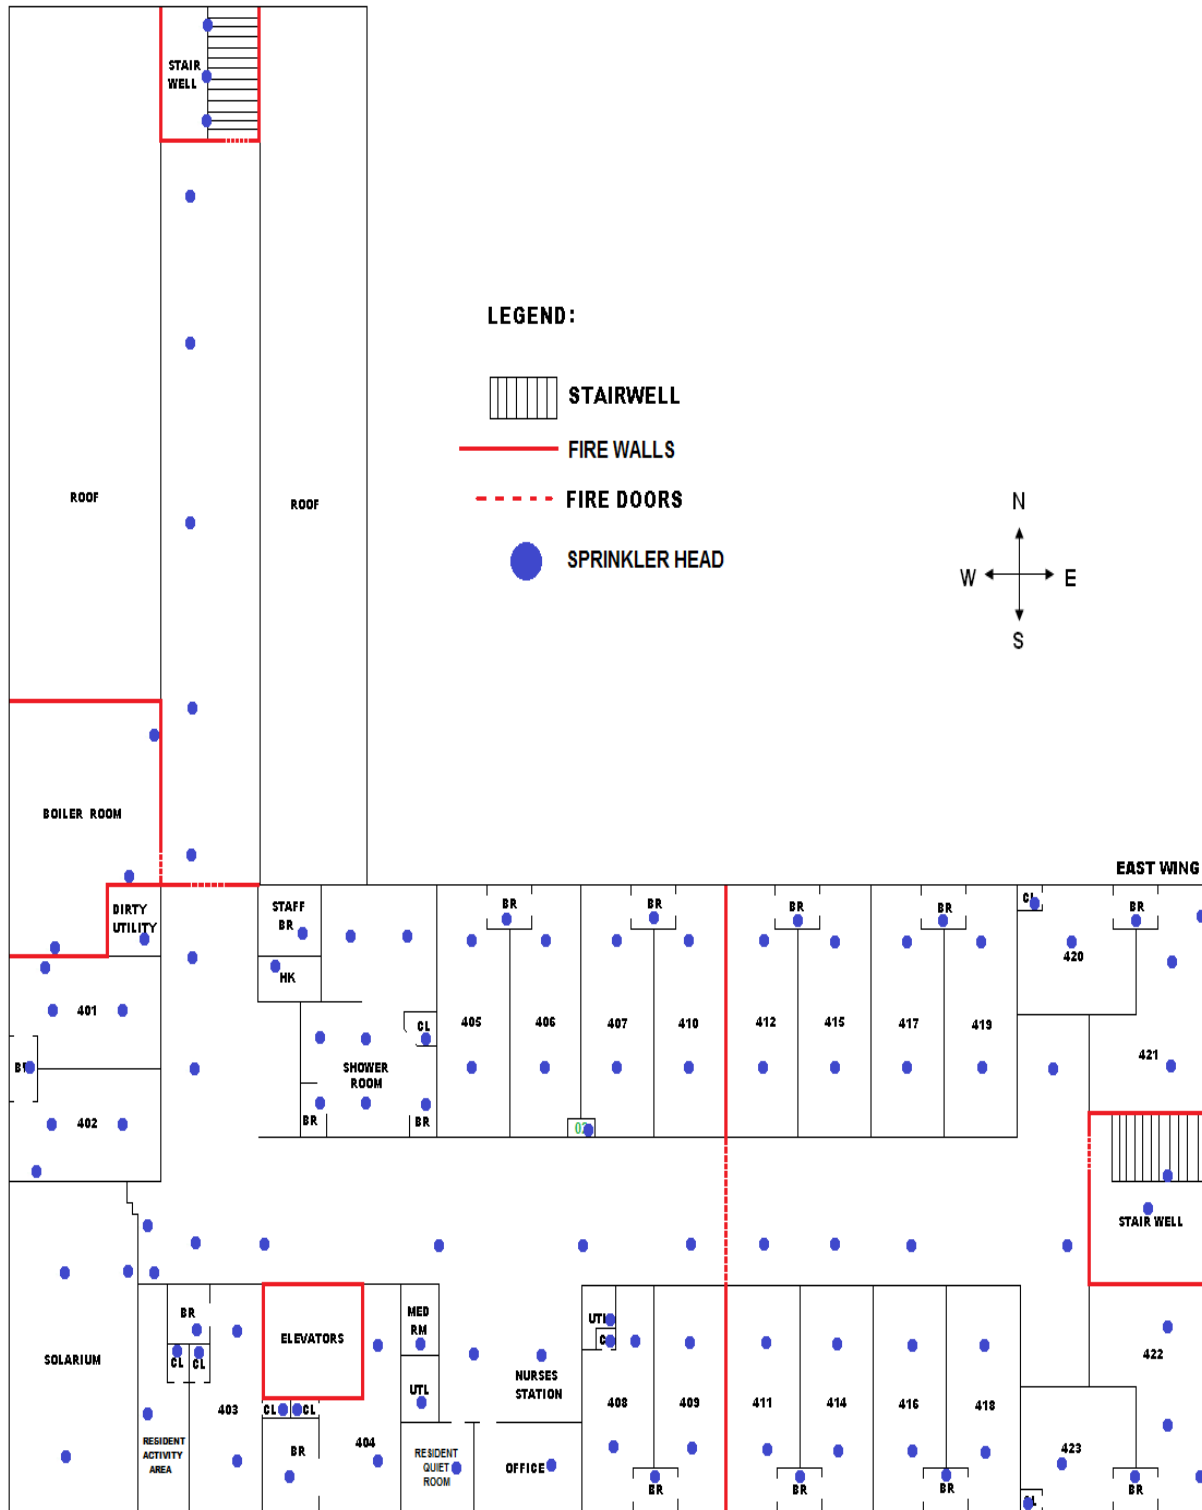 STAIR
WELL
LEGEND:
STAIRWELL
FIRE WALLS
FIRE DOORS
SPRINKLER HEAD
ROOF
ROOF
N
W
E
S
BOILER ROOM
EAST WING
DIRTY
UTILITY
STAFF
BR
HK
BR
BR
BR
BR
BR
420
401
CL
SHOWER
ROOM
405
406
407
410
412
415
417
419
421
402
BR
BR
STAIR WELL
BR
CL
CL
ELEVATORS
MED
RM
UTL
NURSES
STATION
SOLARIUM
403
CL
CL
404
BR
RESIDENT
ACTIVITY
AREA
RESIDENT
QUIET
ROOM
OFFICE
408
409
411
414
416
418
422
423
BR
BR
BR
BR